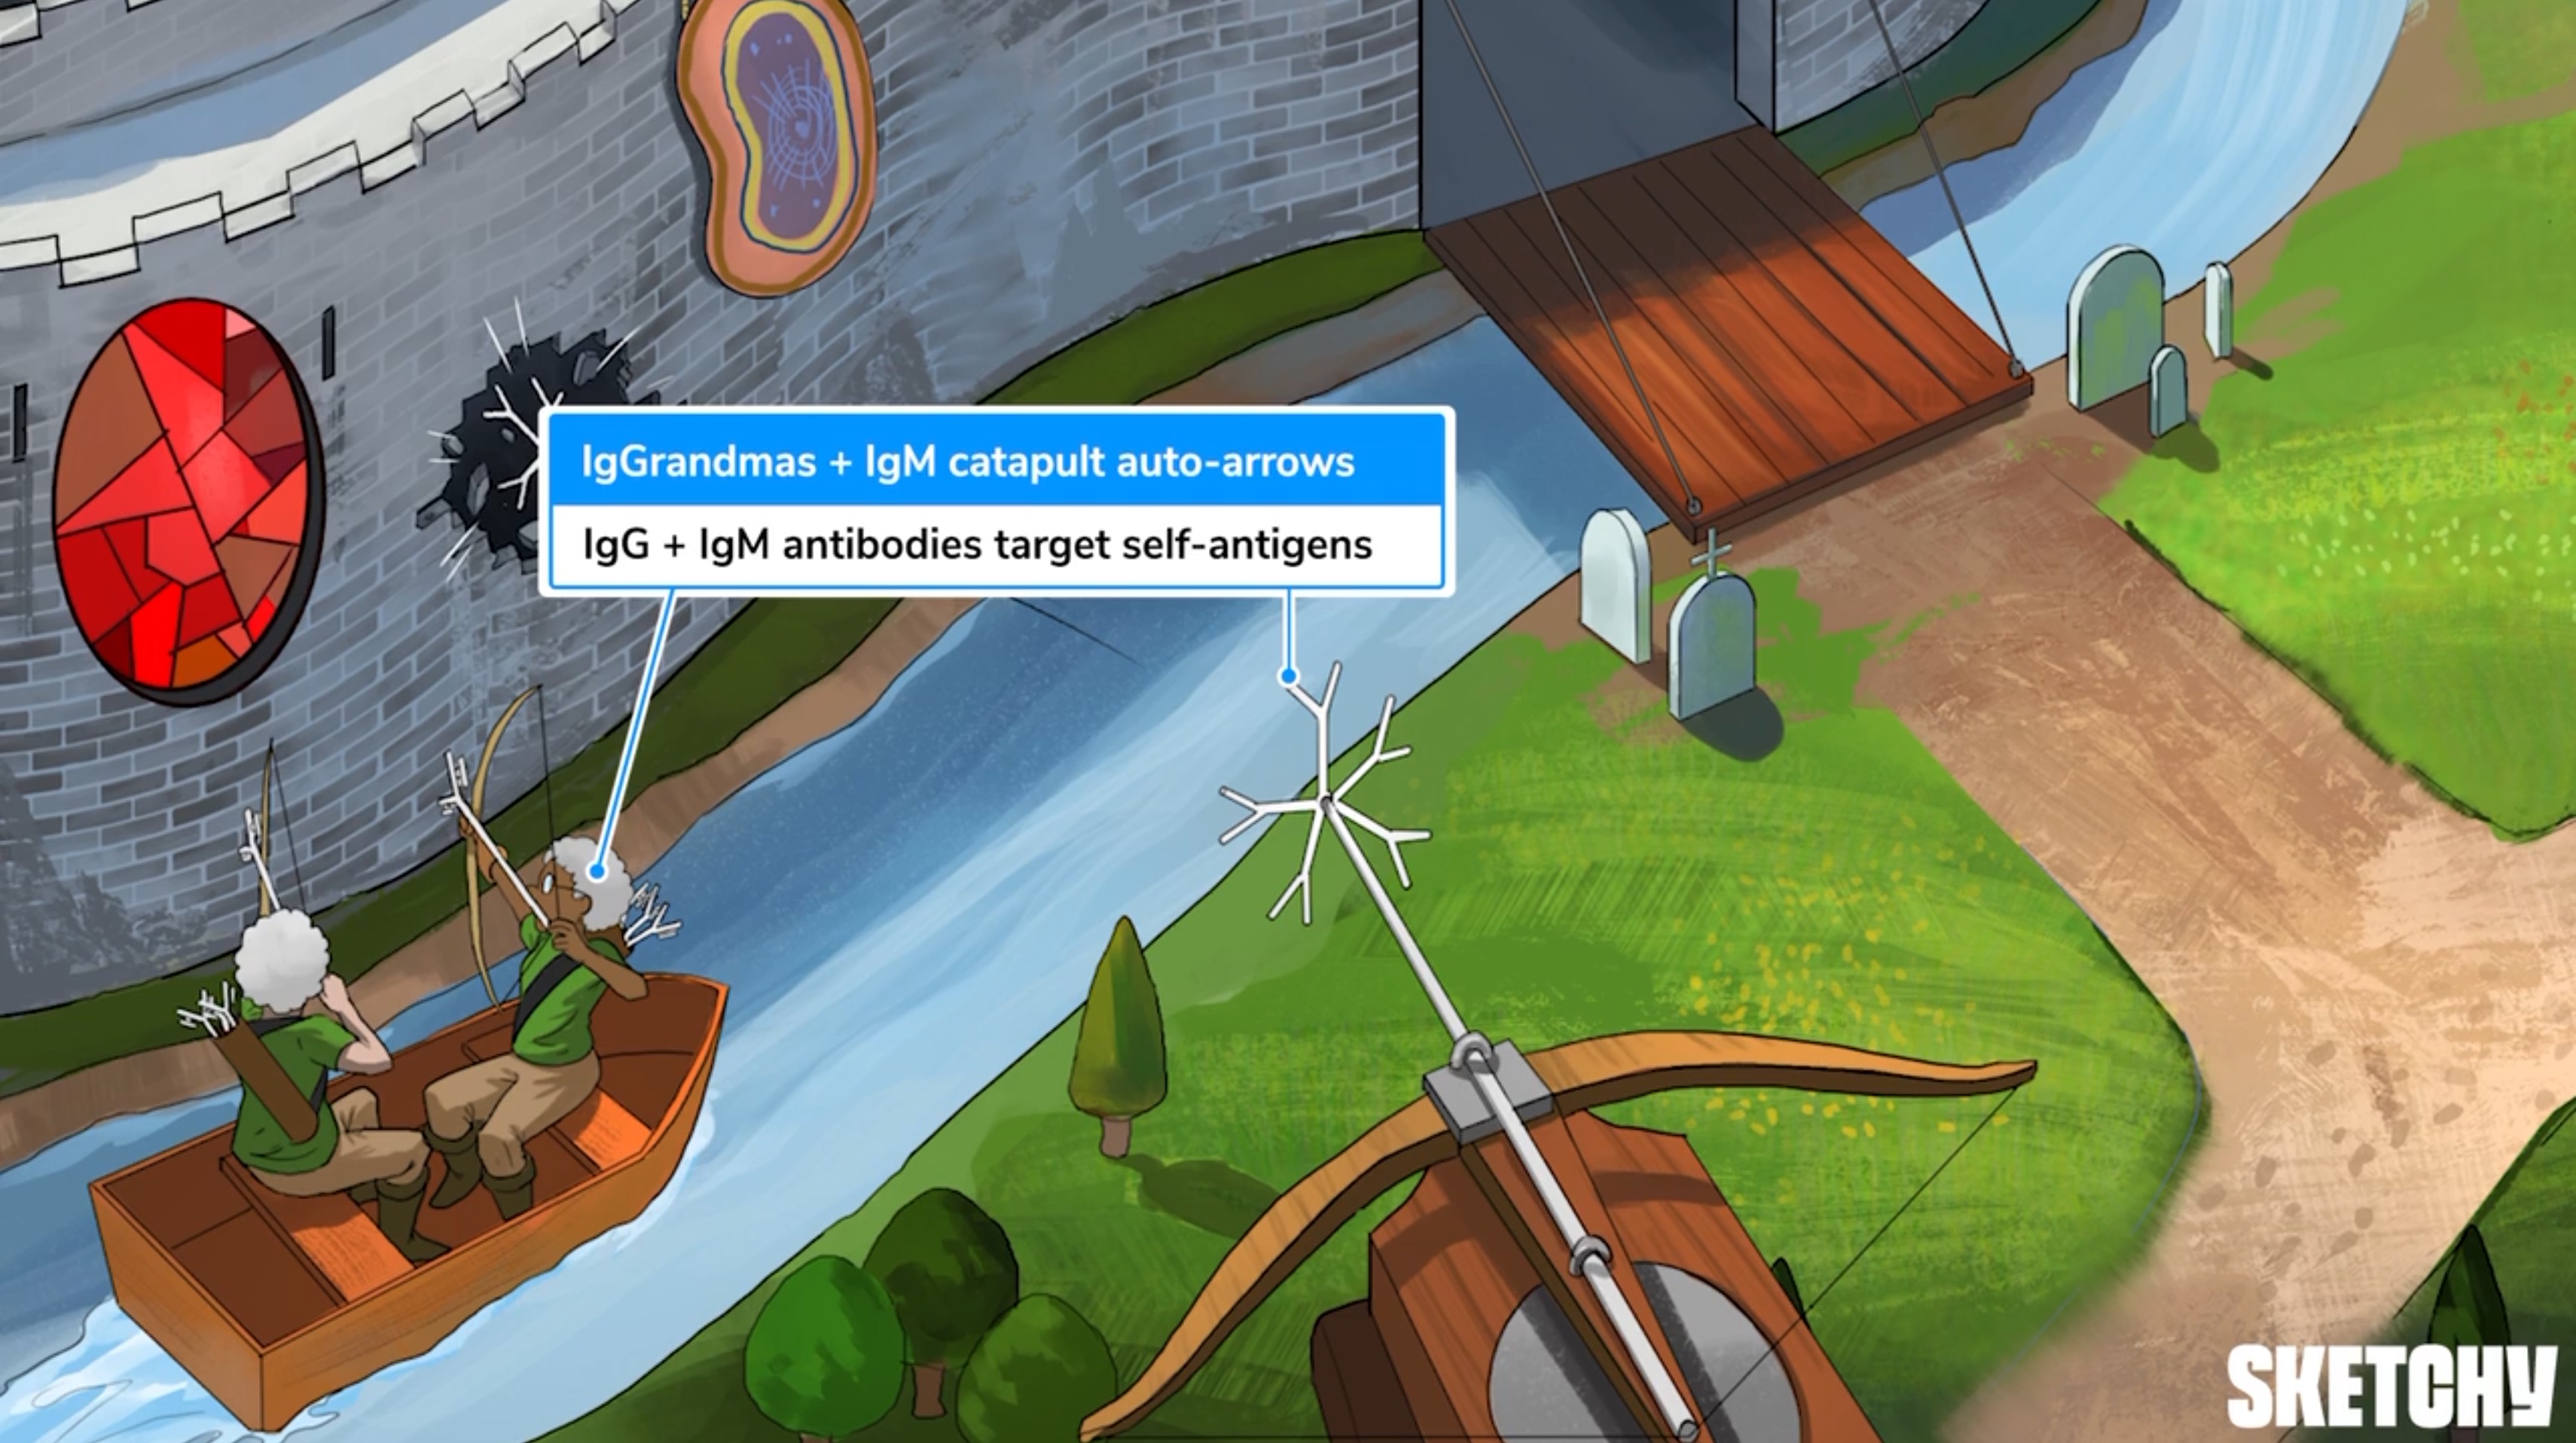 IgGrandmas + IgM catapult auto-arrows
IgG + IgM antibodies target self-antigens
SKETCHY